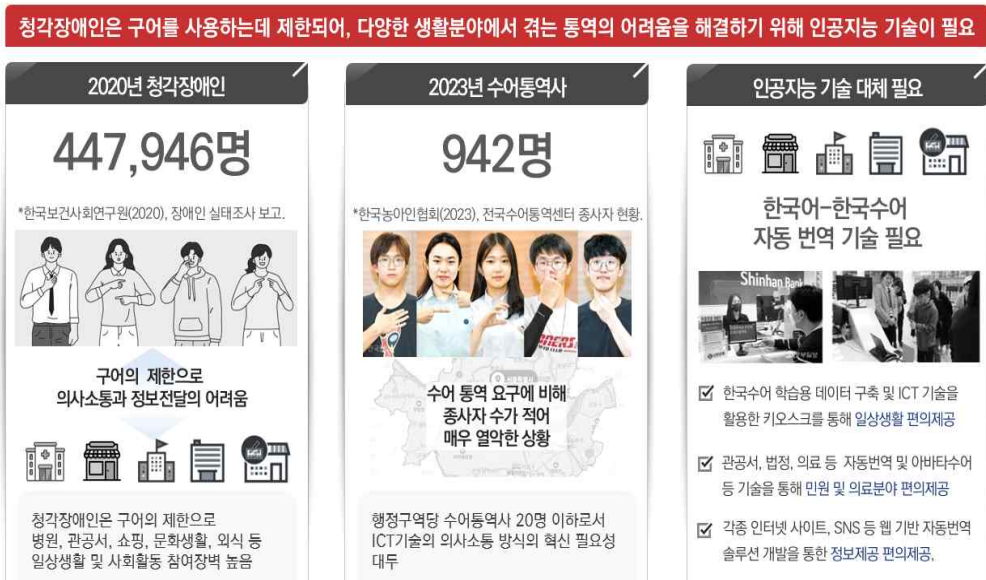 청각장애인은 구어를 사용하는데 제한되어, 다양한 생활분야에서 겪는 통역의 어려움을 해결하기 위해 인공지능 기술이 필요
2020년 청각장애인
447,946명
*한국보건사회연구원(2020), 장애인 실태조사 보고.
구어의 제한으로
의사소통과 정보전달의 어려움
청각장애인은 구어의 제한으로
병원, 관공서, 쇼핑, 문화생활, 외식 등
일상생활 및 사회활동 참여장벽 높음
2023년 수어통역사
942명
*한국농아인협회(2023), 전국수어통역센터 종사자 현황.
수어 통역 요구에 비해
종사자 수가 적어
매우 열악한 상황
행정구역당 수어통역사 20명 이하로서
ICT기술의 의사소통 방식의 혁신 필요성
대두
인공지능 기술 대체 필요
한국어-한국수어
자동 번역 기술 필요
Shinhan Bank
한국수어 학습용 데이터 구축 및 ICT 기술을
활용한 키오스크를 통해 일상생활 편의제공
관공서, 법정, 의료 등 자동번역 및 아바타수어
등 기술을 통해 민원 및 의료분야 편의제공
각종 인터넷 사이트, SNS 등 웹 기반 자동번역
솔루션 개발을 통한 정보제공 편의제공.